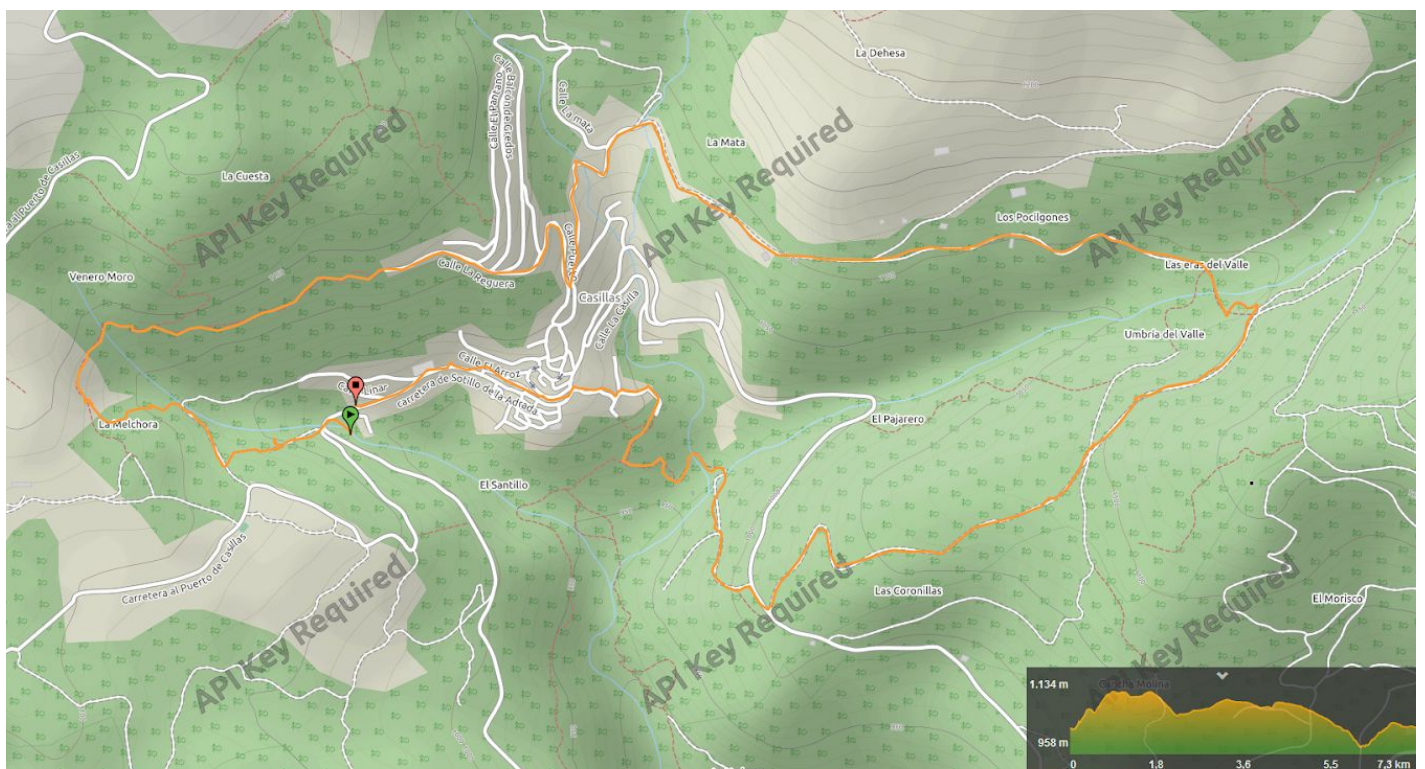 La Dehesa
Calle Balcón de Gredos
Calle El Pantano
Calle La mata
API Key Required
API Key Required
API Key Required
La Mata
La Cuesta
al Puerto de Casillas
Los Pocilgones
Venero Moro
Calle La Reguera
Las eras del Valle
Casillas
Calle La Casilla
Umbría del Valle
Calle El Arroz
Linar
Carretera de Sotillo de la Adrada
La Melchora
El Pajarero
El Santillo
Carretera al Puerto de Casillas
Las Coronillas
El Morisco
API Key Required
API Key Required
API Key Required
1.134 m
958 m
0 1,8 3,6 5,5 7,3 km